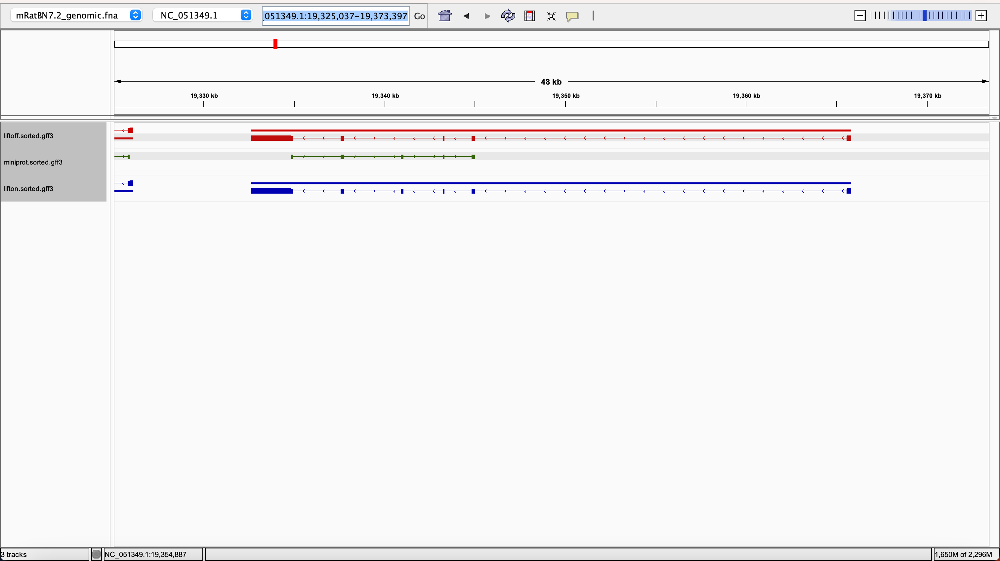 mRatBN7.2_genomic.fna NC_051349.1 051349.1:19,325,037-19,373,397 Go
48 kb
19,330 kb 19,340 kb 19,350 kb 19,360 kb 19,370 kb
liftoff.sorted.gff3
miniprot.sorted.gff3
lifton.sorted.gff3
3 tracks NC_051349.1:19,354,887 1,650M of 2,296M